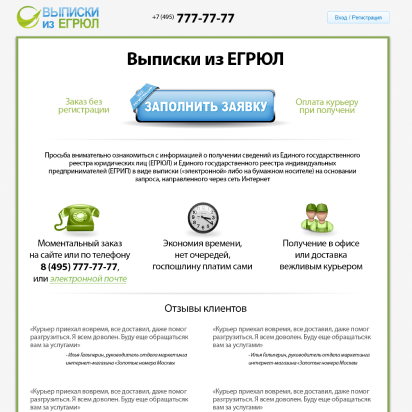 ВЫПИСКИ
ИЗ ЕГРЮЛ
+7 (495) 777-77-77
Вход / Регистрация
Выписки из ЕГРЮЛ
Заказ без
регистрации
ЗАПОЛНИТЬ ЗАЯВКУ
Оплата курьеру
при получени
Просьба внимательно ознакомиться с информацией о получении сведений из Единого государственного
реестра юридических лиц (ЕГРЮЛ) и Единого государственного реестра индивидуальных
предпринимателей (ЕГРИП) в виде выписки («электронной» либо на бумажном носителе) на основании
запроса, направленного через сеть Интернет
Моментальный заказ
на сайте или по телефону
8 (495) 777-77-77,
или электронной почте
Экономия времени,
нет очередей,
госпошлину платим сами
Получение в офисе
или доставка
вежливым курьером
Отзывы клиентов
«Курьер приехал вовремя, все доставил, даже помог
разгрузиться. Я всем доволен. Буду еще обращаться к
вам за услугами»
- Илья Гальнерин, руководитель отдела маркетинга
интернет-магазина «Золотые номера Москвы»
«Курьер приехал вовремя, все доставил, даже помог
разгрузиться. Я всем доволен. Буду еще обращаться к
вам за услугами»
- Илья Гальнерин, руководитель отдела маркетинга
интернет-магазина «Золотые номера Москвы»
«Курьер приехал вовремя, все доставил, даже помог
разгрузиться. Я всем доволен. Буду еще обращаться к
вам за услугами»
«Курьер приехал вовремя, все доставил, даже помог
разгрузиться. Я всем доволен. Буду еще обращаться к
вам за услугами»